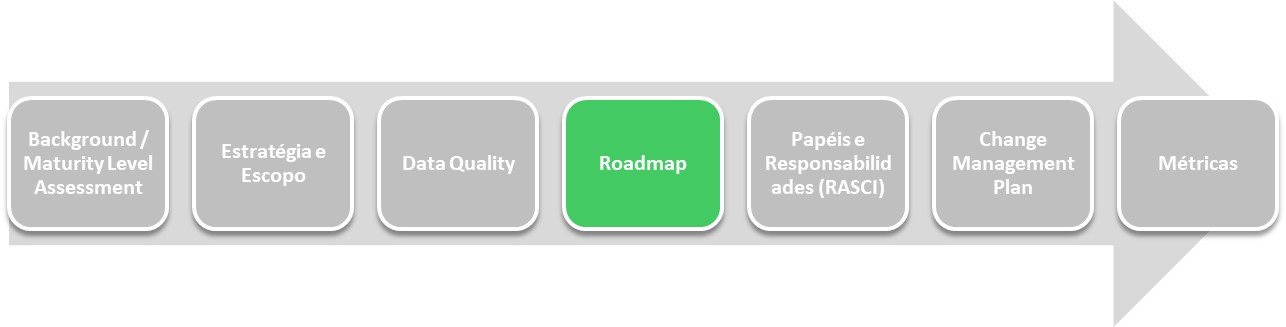 Background /
Maturity Level
Assessment
Estratégia e
Escopo
Data Quality
Roadmap
Papéis e
Responsabilid
ades (RASCI)
Change
Management
Plan
Métricas